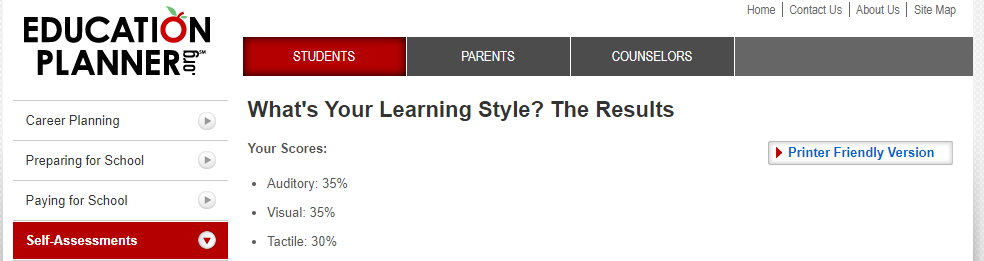 Home | Contact Us | About Us | Site Map
EDUCATION
PLANNER.org℠
STUDENTS
PARENTS
COUNSELORS
Career Planning
Preparing for School
Paying for School
Self-Assessments
What's Your Learning Style? The Results
Your Scores:
Printer Friendly Version
• Auditory: 35%
• Visual: 35%
• Tactile: 30%